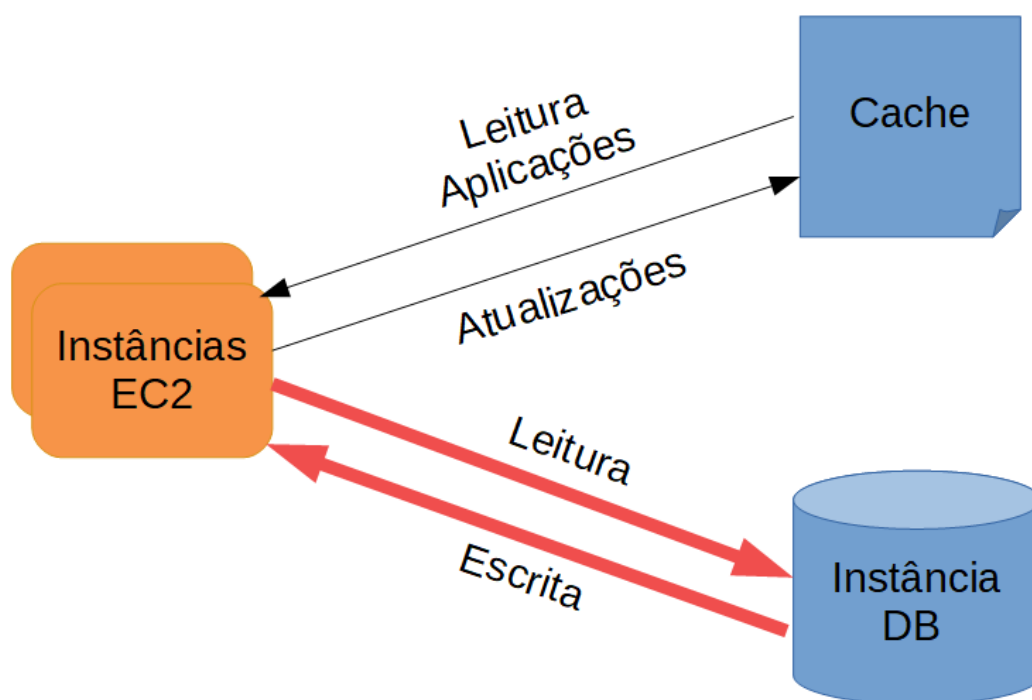 Cache
Leitura
Aplicações
Atualizações
Instâncias
EC2
Leitura
Escrita
Instância
DB